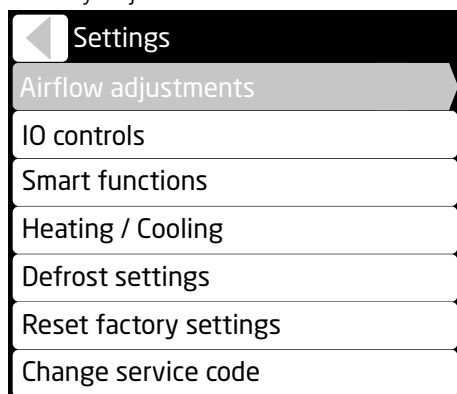 Settings
Airflow adjustments
IO controls
Smart functions
Heating / Cooling
Defrost settings
Reset factory settings
Change service code